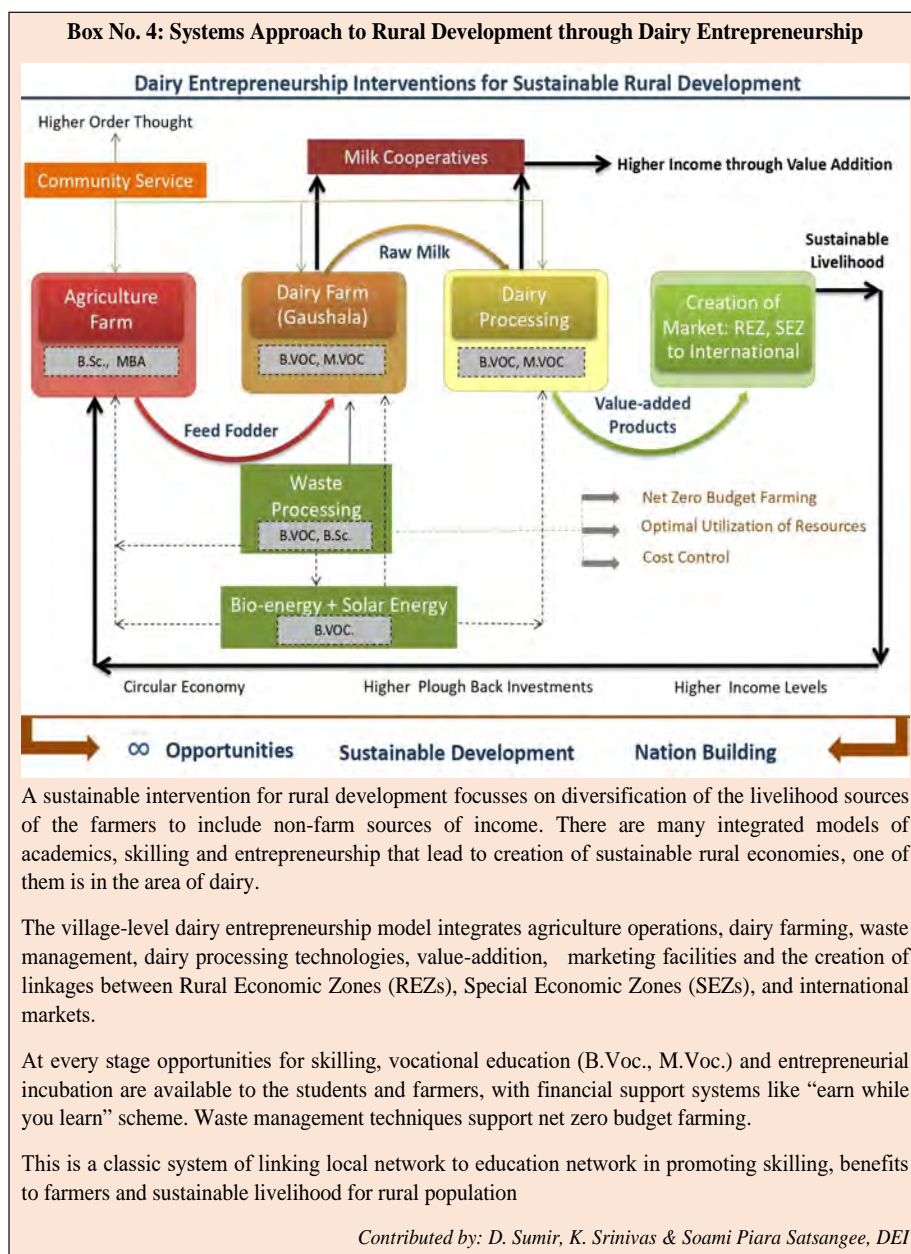 Box No. 4: Systems Approach to Rural Development through Dairy Entrepreneurship
Dairy Entrepreneurship Interventions for Sustainable Rural Development
Higher Order Thought
Community Service
Milk Cooperatives
Higher Income through Value Addition
Sustainable
Livelihood
Raw Milk
Agriculture
Farm
B.Sc., MBA
Dairy Farm
(Gaushala)
B.VOC, M.VOC
Dairy
Processing
B.VOC, M.VOC
Creation of
Market: REZ, SEZ
to International
Feed Fodder
Value-added
Products
Waste
Processing
B.VOC, B.Sc.
Net Zero Budget Farming
Optimal Utilization of Resources
Cost Control
Bio-energy + Solar Energy
B.VOC.
Circular Economy
Higher Plough Back Investments
Higher Income Levels
∞ Opportunities
Sustainable Development
Nation Building
A sustainable intervention for rural development focusses on diversification of the livelihood sources
of the farmers to include non-farm sources of income. There are many integrated models of
academics, skilling and entrepreneurship that lead to creation of sustainable rural economies, one of
them is in the area of dairy.
The village-level dairy entrepreneurship model integrates agriculture operations, dairy farming, waste
management, dairy processing technologies, value-addition, marketing facilities and the creation of
linkages between Rural Economic Zones (REZs), Special Economic Zones (SEZs), and international
markets.
At every stage opportunities for skilling, vocational education (B.Voc., M.Voc.) and entrepreneurial
incubation are available to the students and farmers, with financial support systems like “earn while
you learn” scheme. Waste management techniques support net zero budget farming.
This is a classic system of linking local network to education network in promoting skilling, benefits
to farmers and sustainable livelihood for rural population
Contributed by: D. Sumir, K. Srinivas & Soami Piara Satsangee, DEI